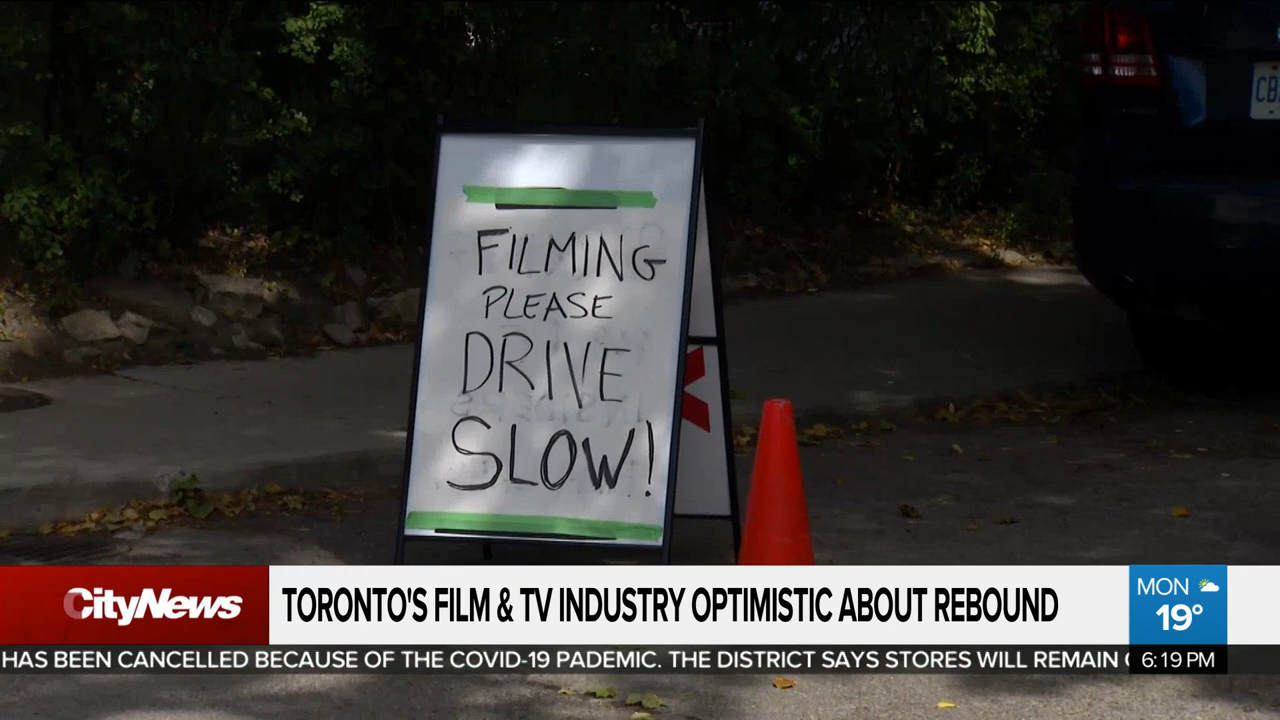 CB
FILMING
PLEASE
DRIVE
SLOW!
CityNews
TORONTO'S FILM & TV INDUSTRY OPTIMISTIC ABOUT REBOUND
MON
19°
HAS BEEN CANCELLED BECAUSE OF THE COVID-19 PADEMIC. THE DISTRICT SAYS STORES WILL REMAIN
6:19 PM